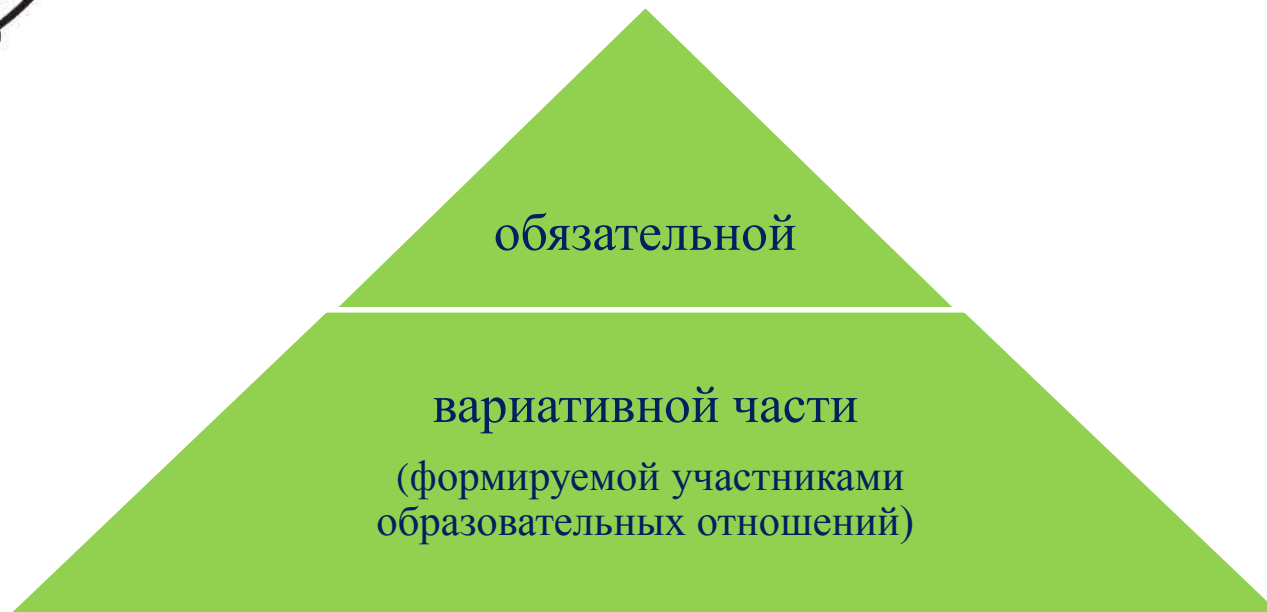 обязательной
вариативной части
(формируемой участниками
образовательных отношений)